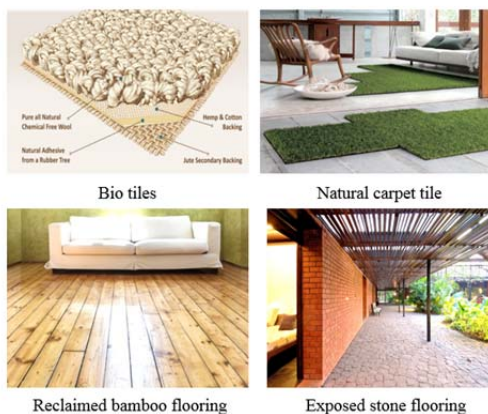 Pure all Natural
Chemical Free Wool
Hemp & Cotton
Backing
Natural Adhesive
from a Rubber Tree
Jute Secondary Backing
Bio tiles
Natural carpet tile
Reclaimed bamboo flooring
Exposed stone flooring